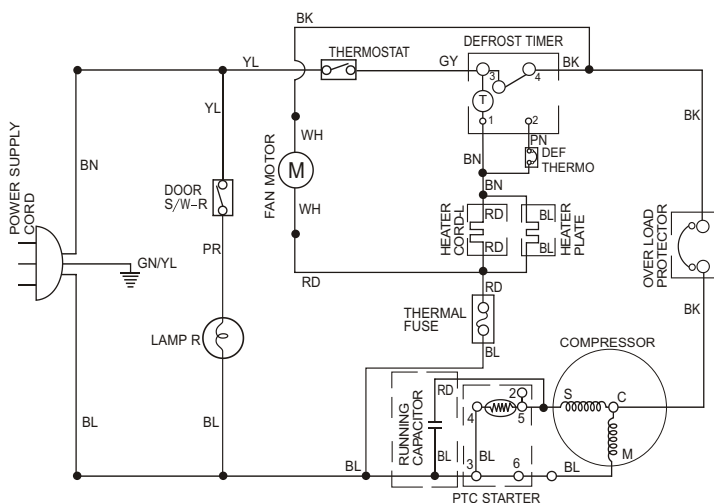 BK
THERMOSTAT
DEFROST TIMER
BK
YL
GY
3
4
BK
YL
T
1
2
BN
WH
PN
POWER SUPPLY
CORD
DOOR
S/W-R
FAN MOTOR
M
BN
DEF
THERMO
BN
WH
HEATER
CORD-L
RD
RD
BL
BL
HEATER
PLATE
OVER LOAD
PROTECTOR
PR
GN/YL
RD
RD
THERMAL
FUSE
BK
LAMP R
BL
COMPRESSOR
BL
BL
RUNNING
CAPACITOR
RD
2
4
5
S
C
BL
BL
3
6
BL
M
BL
PTC STARTER